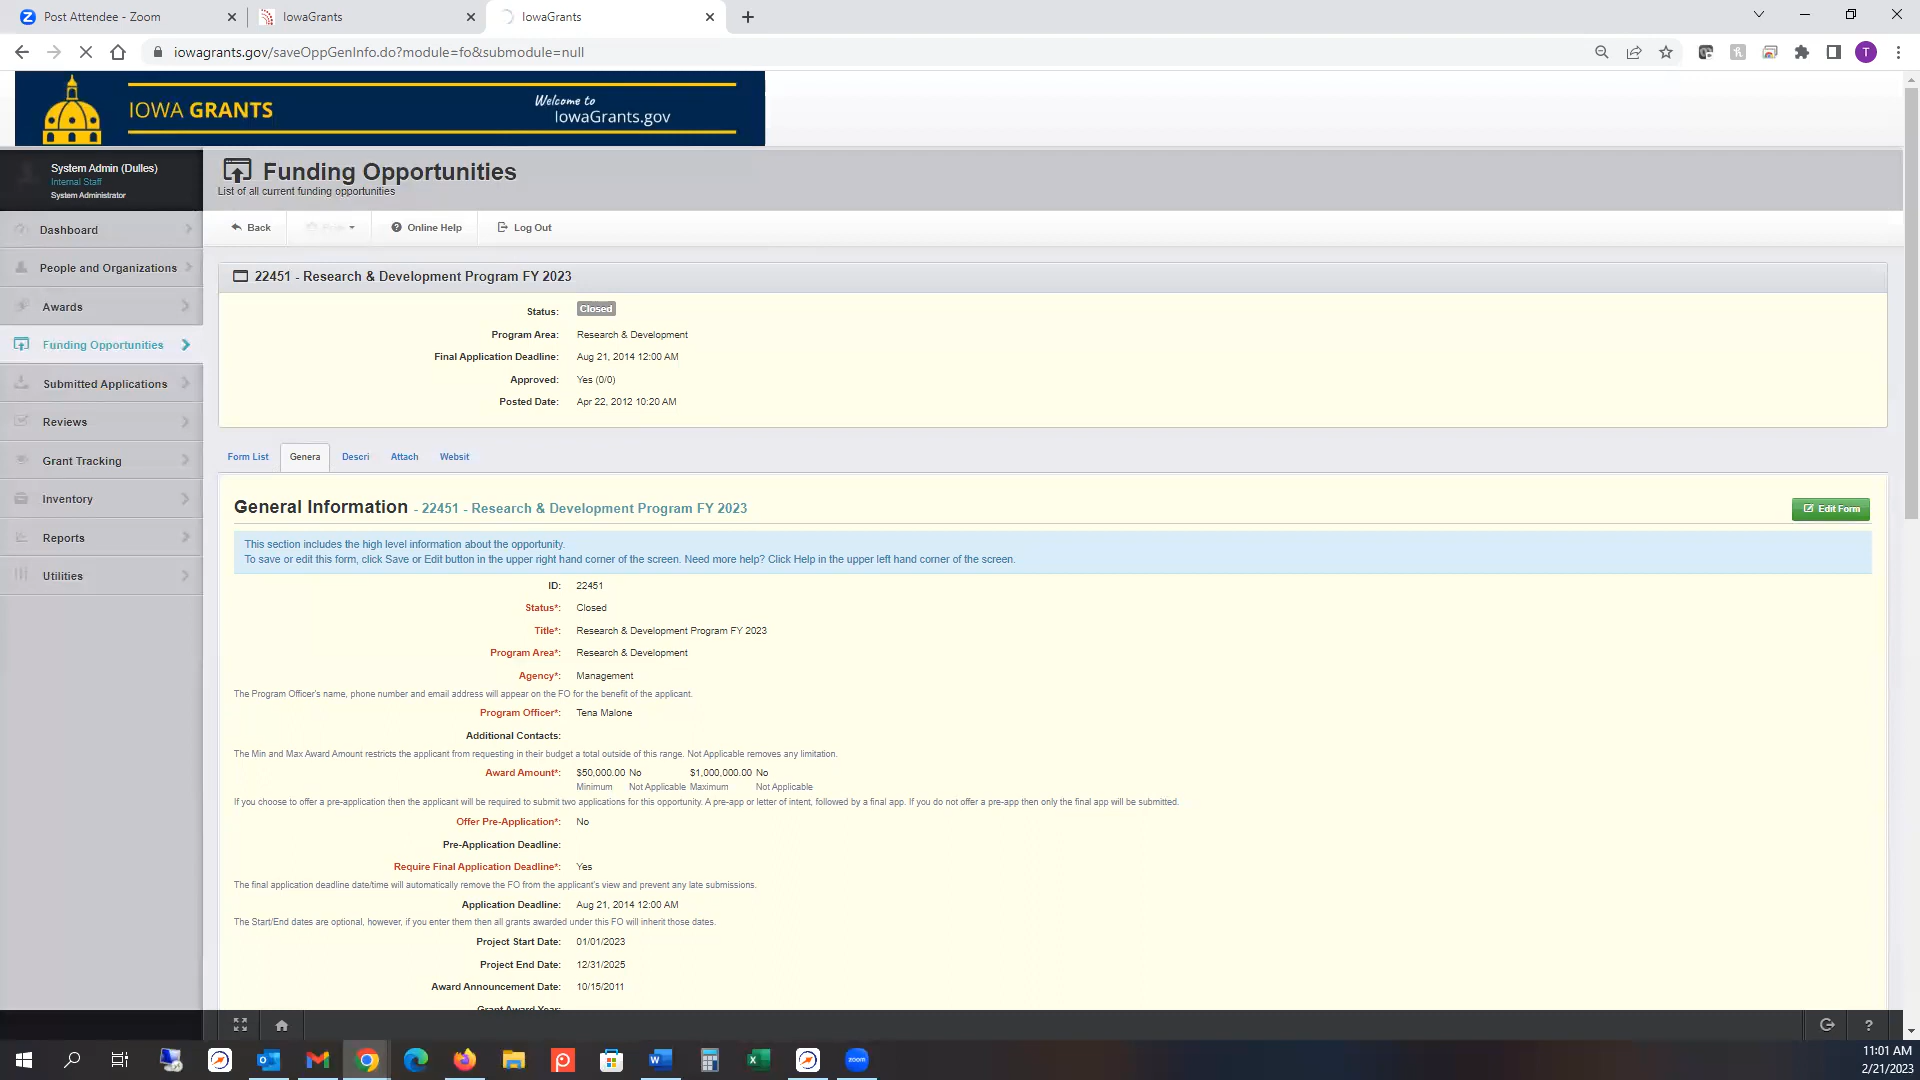 Post Attendee - Zoom
IowaGrants
IowaGrants
iowagrants.gov/saveOppGenInfo.do?module=fo&submodule=null
T
IOWA GRANTS
Welcome to
IowaGrants.gov
System Admin (Dulles)
Internal Staff
System Administrator
Funding Opportunities
List of all current funding opportunities
Back
Online Help
Log Out
Dashboard
People and Organizations
Awards
Funding Opportunities
Submitted Applications
Reviews
Grant Tracking
Inventory
Reports
Utilities
22451 - Research & Development Program FY 2023
Status: Closed
Program Area: Research & Development
Final Application Deadline: Aug 21, 2014 12:00 AM
Approved: Yes (0/0)
Posted Date: Apr 22, 2012 10:20 AM
Form List Genera Descri Attach Websit
General Information - 22451 - Research & Development Program FY 2023
Edit Form
This section includes the high level information about the opportunity.
To save or edit this form, click Save or Edit button in the upper right hand corner of the screen. Need more help? Click Help in the upper left hand corner of the screen.
ID: 22451
Status*: Closed
Title*: Research & Development Program FY 2023
Program Area*: Research & Development
Agency*: Management
The Program Officer's name, phone number and email address will appear on the FO for the benefit of the applicant.
Program Officer*: Tena Malone
Additional Contacts:
The Min and Max Award Amount restricts the applicant from requesting in their budget a total outside of this range. Not Applicable removes any limitation.
Award Amount*: $50,000.00 No $1,000,000.00 No
Minimum Not Applicable Maximum Not Applicable
If you choose to offer a pre-application then the applicant will be required to submit two applications for this opportunity. A pre-app or letter of intent, followed by a final app. If you do not offer a pre-app then only the final app will be submitted.
Offer Pre-Application*: No
Pre-Application Deadline:
Require Final Application Deadline*: Yes
The final application deadline date/time will automatically remove the FO from the applicant's view and prevent any late submissions.
Application Deadline: Aug 21, 2014 12:00 AM
The Start/End dates are optional, however, if you enter them then all grants awarded under this FO will inherit those dates.
Project Start Date: 01/01/2023
Project End Date: 12/31/2025
Award Announcement Date: 10/15/2011
Grant Award Year:
zoom
11:01 AM
2/21/2023